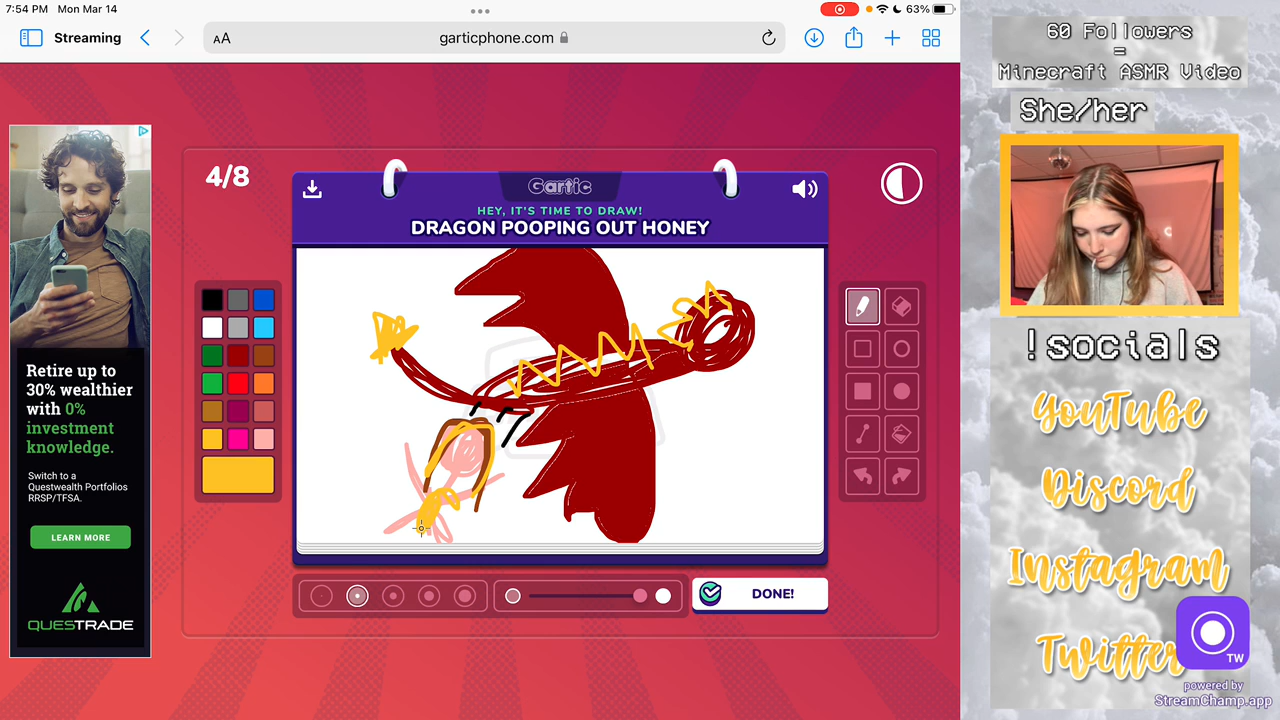 7:54 PM Mon Mar 14
63%
Streaming
AA
garticphone.com
4/8
Gartic
HEY, IT'S TIME TO DRAW!
DRAGON POOPING OUT HONEY
DONE!
Retire up to
30% wealthier
with 0%
investment
knowledge.
Switch to a
Questwealth Portfolios
RRSP/TFSA.
LEARN MORE
QUESTRADE
60 Followers
=
Minecraft ASMR Video
She/her
!socials
YouTube
Discord
Instagram
Twitter
TW
powered by
StreamChamp.app